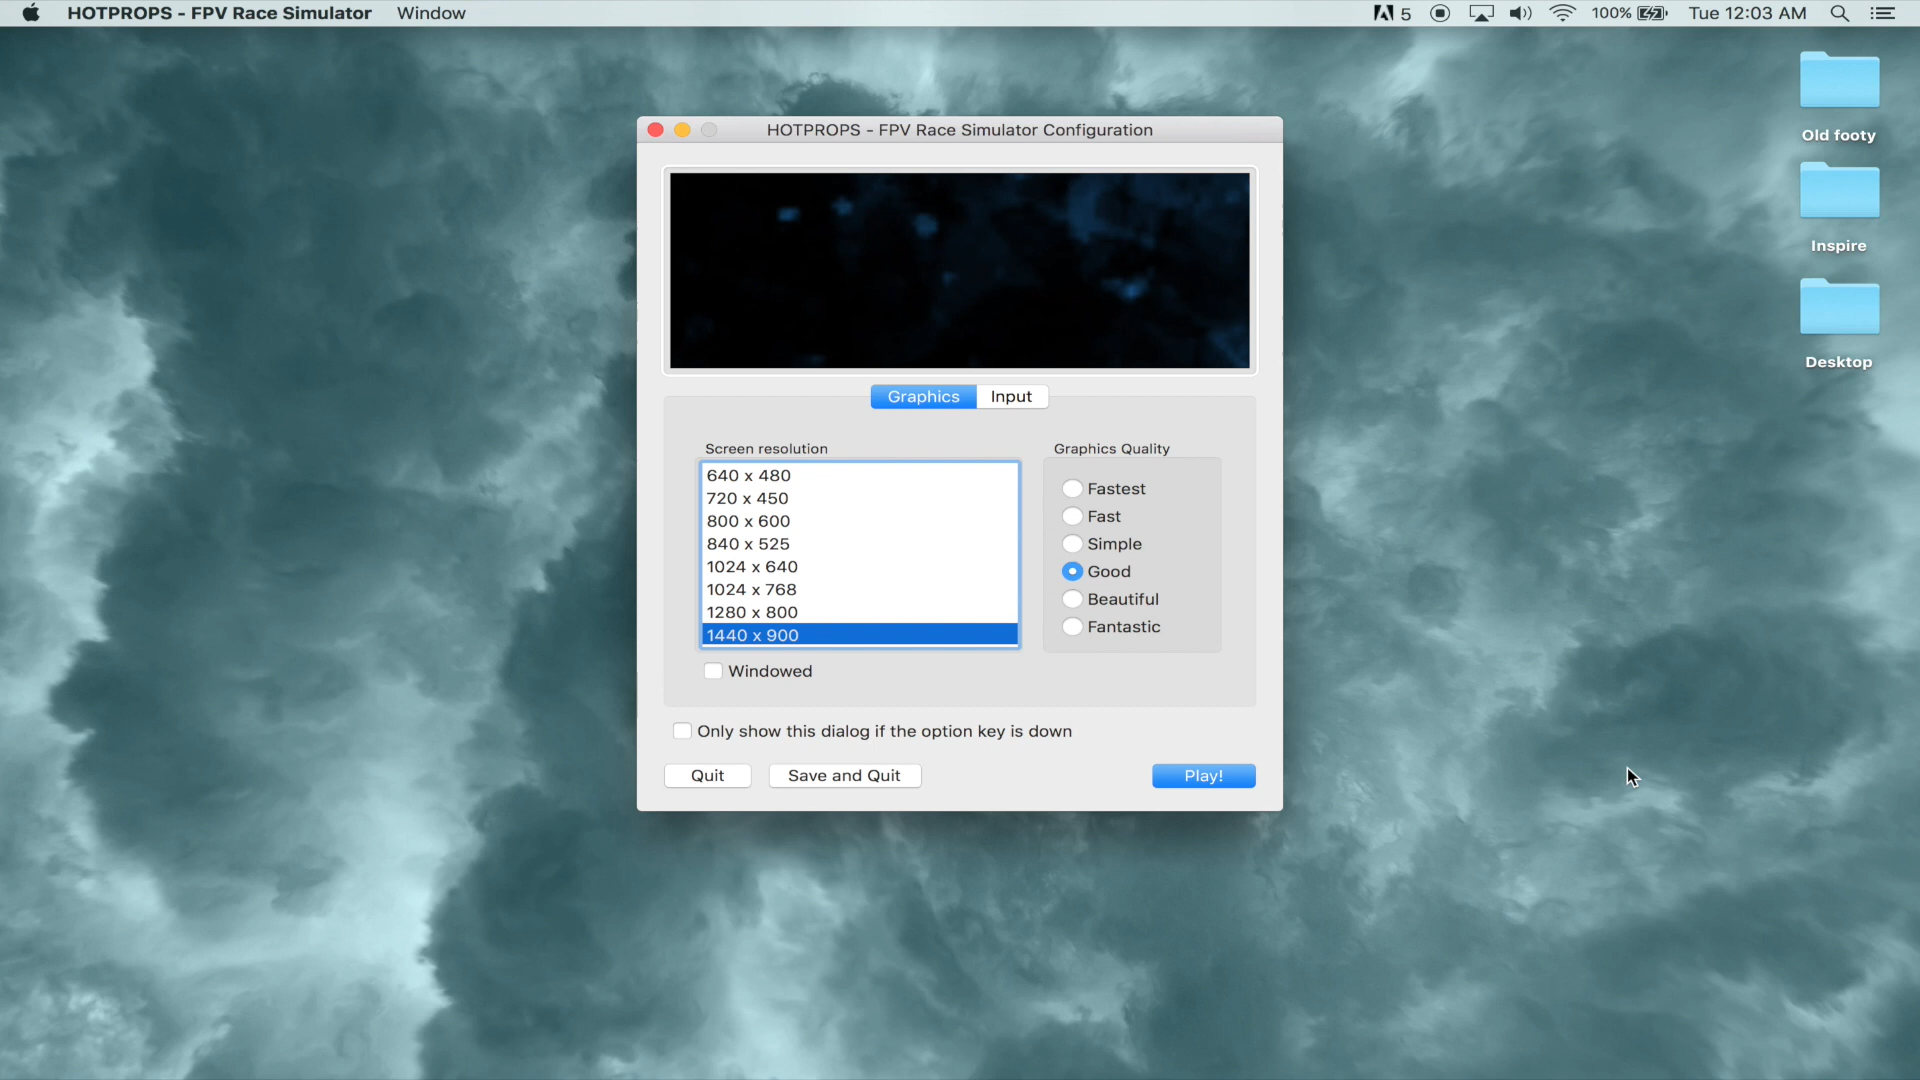 HOTPROPS - FPV Race Simulator Window 5 100% Tue 12:03 AM
Old footy
Inspire
Desktop
HOTPROPS - FPV Race Simulator Configuration
Graphics Input
Screen resolution
640 x 480
720 x 450
800 x 600
840 x 525
1024 x 640
1024 x 768
1280 x 800
1440 x 900
Windowed
Graphics Quality
Fastest
Fast
Simple
Good
Beautiful
Fantastic
Only show this dialog if the option key is down
Quit Save and Quit Play!